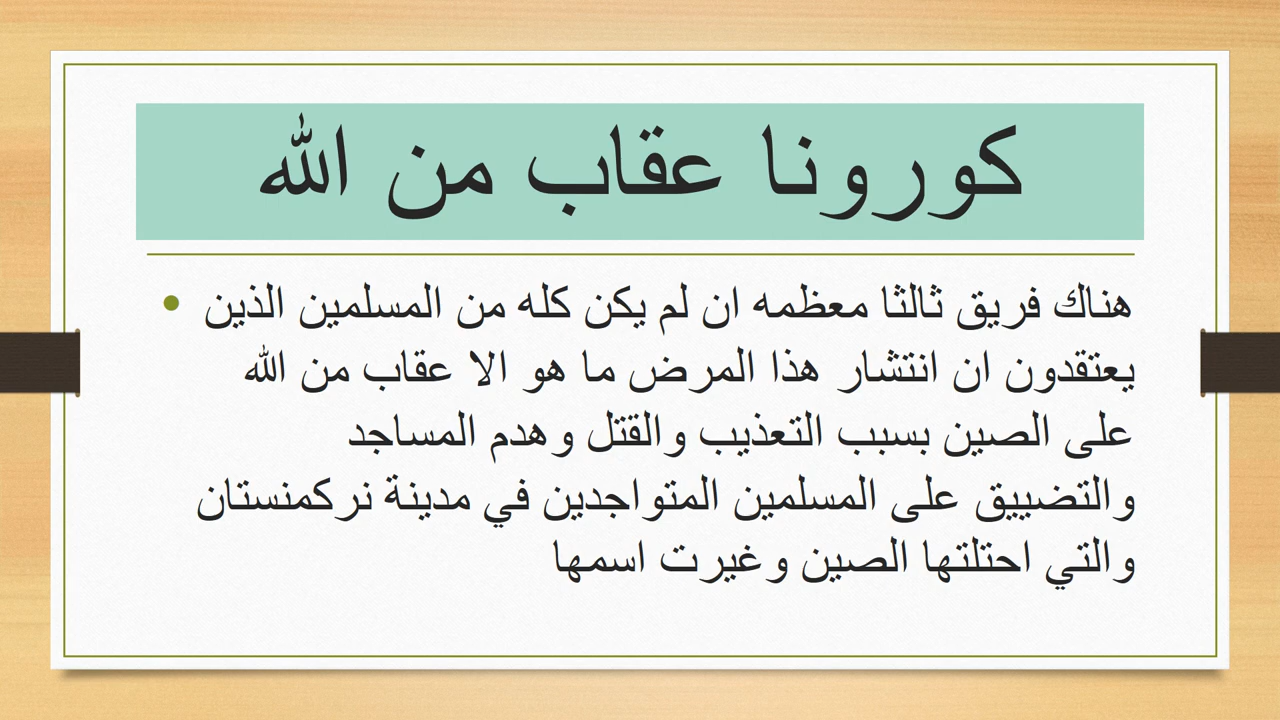 كورونا عقاب من الله
هناك فريق ثالثا معظمه ان لم يكن كله من المسلمين الذين
يعتقدون ان انتشار هذا المرض ما هو الا عقاب من الله
على الصين بسبب التعذيب والقتل وهدم المساجد
والتضييق على المسلمين المتواجدين في مدينة نركمنستان
والتي احتلتها الصين وغيرت اسمها